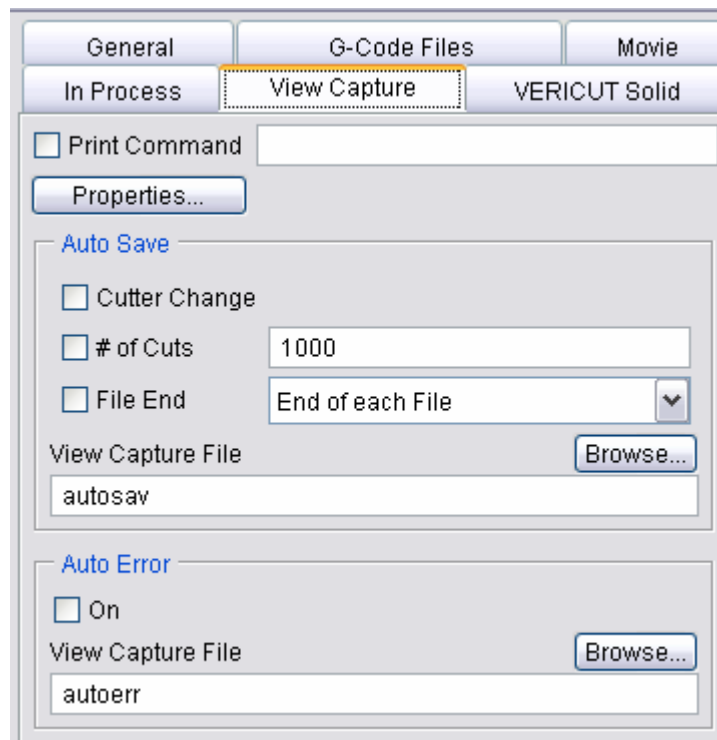 General G-Code Files Movie
In Process View Capture VERICUT Solid
Print Command
Properties...
Auto Save
Cutter Change
# of Cuts 1000
File End End of each File
View Capture File Browse...
autosav
Auto Error
On
View Capture File Browse...
autoerr